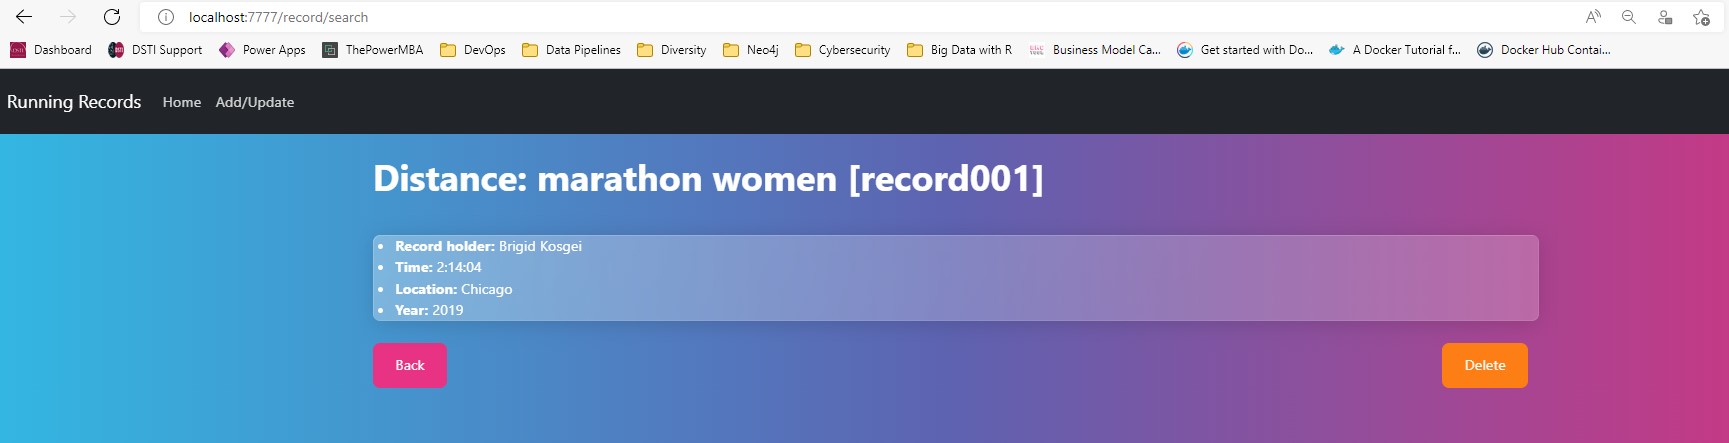 localhost:7777/record/search
Dashboard DSTI Support Power Apps ThePowerMBA DevOps Data Pipelines Diversity Neo4j Cybersecurity Big Data with R Business Model Ca... Get started with Do... A Docker Tutorial f... Docker Hub Contai...
Running Records Home Add/Update
Distance: marathon women [record001]
Record holder: Brigid Kosgei
Time: 2:14:04
Location: Chicago
Year: 2019
Back Delete